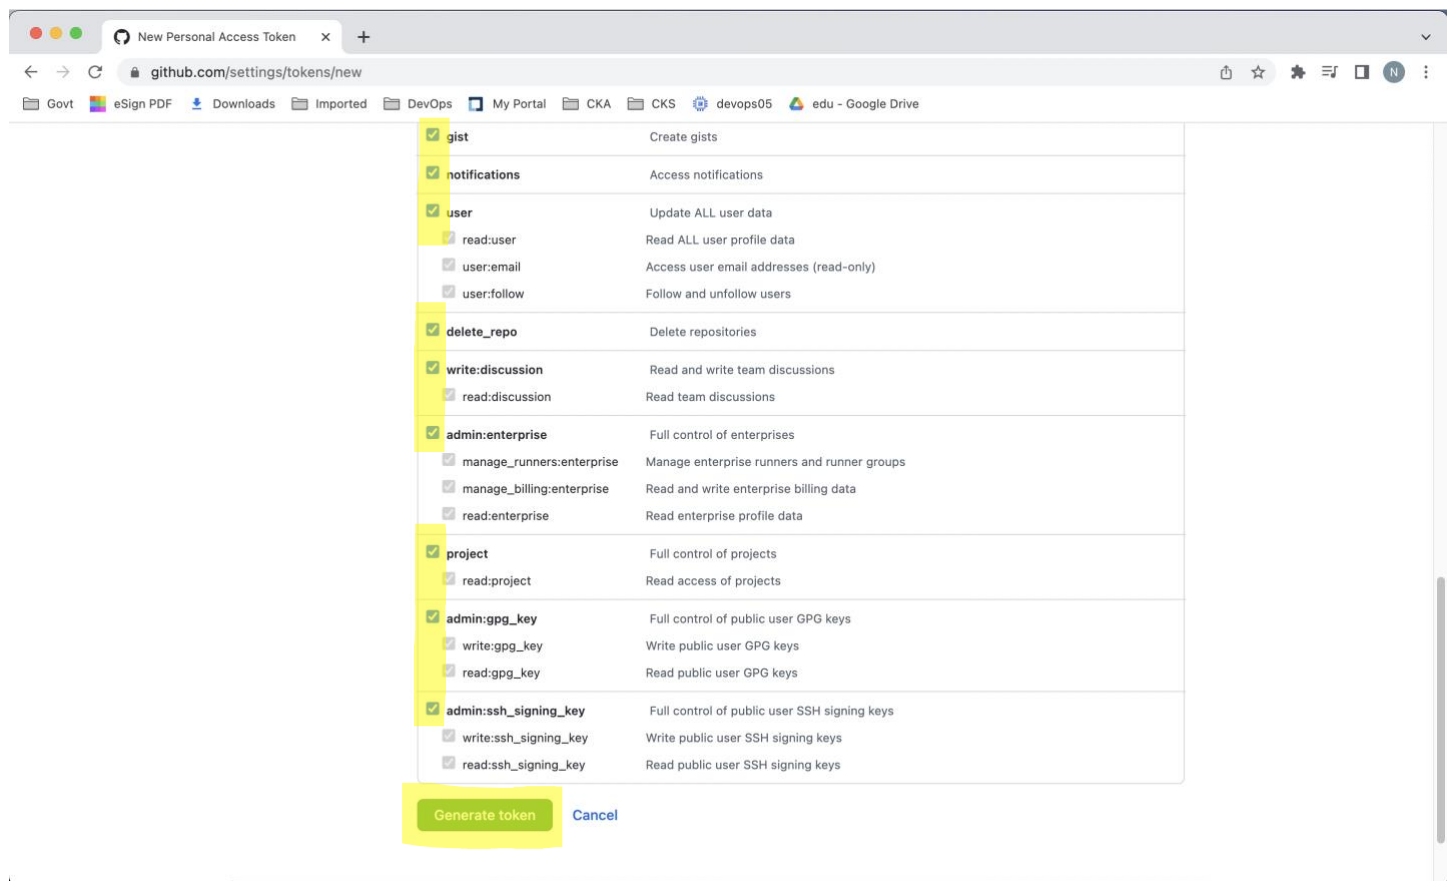 New Personal Access Token
github.com/settings/tokens/new
N
Govt eSign PDF Downloads Imported DevOps My Portal CKA CKS devops05 edu - Google Drive
gist Create gists
notifications Access notifications
user Update ALL user data
read:user Read ALL user profile data
user:email Access user email addresses (read-only)
user:follow Follow and unfollow users
delete_repo Delete repositories
write:discussion Read and write team discussions
read:discussion Read team discussions
admin:enterprise Full control of enterprises
manage_runners:enterprise Manage enterprise runners and runner groups
manage_billing:enterprise Read and write enterprise billing data
read:enterprise Read enterprise profile data
project Full control of projects
read:project Read access of projects
admin:gpg_key Full control of public user GPG keys
write:gpg_key Write public user GPG keys
read:gpg_key Read public user GPG keys
admin:ssh_signing_key Full control of public user SSH signing keys
write:ssh_signing_key Write public user SSH signing keys
read:ssh_signing_key Read public user SSH signing keys
Generate token Cancel